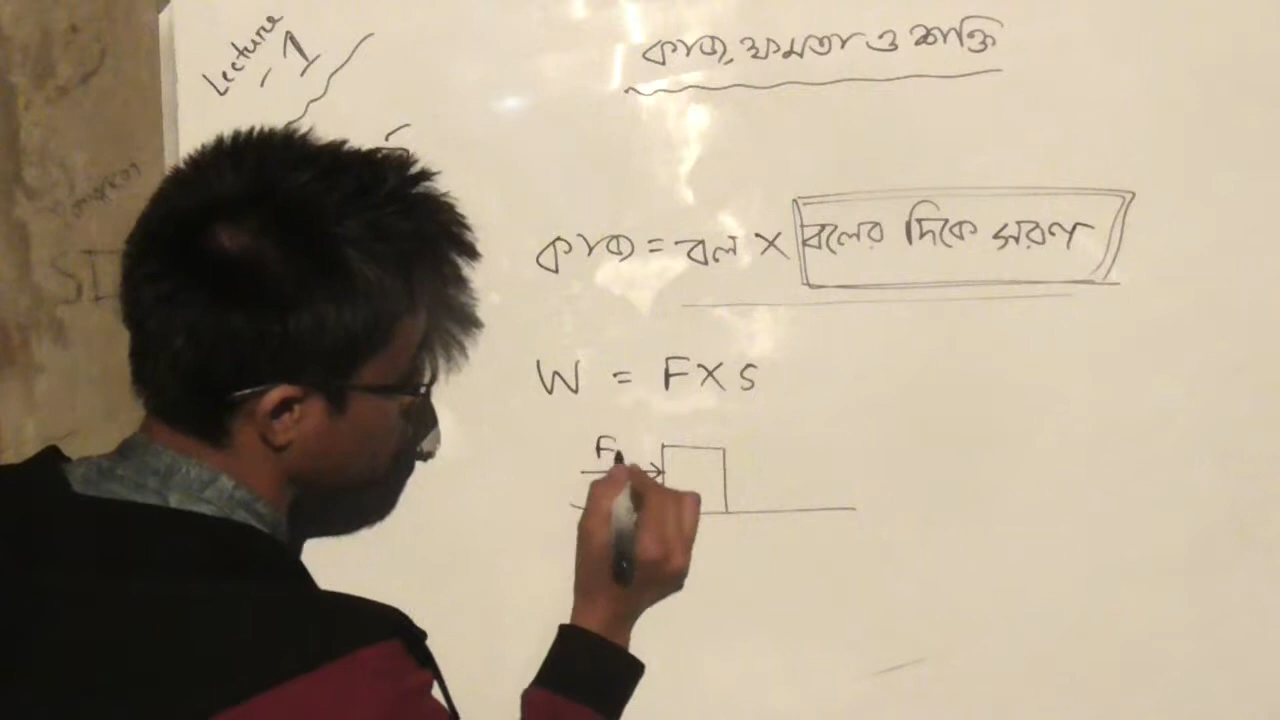 Lecture
- 1
কাজ, ক্ষমতা ও শক্তি
কাজ = বল × বলের দিকে সরণ
W = F × s
F